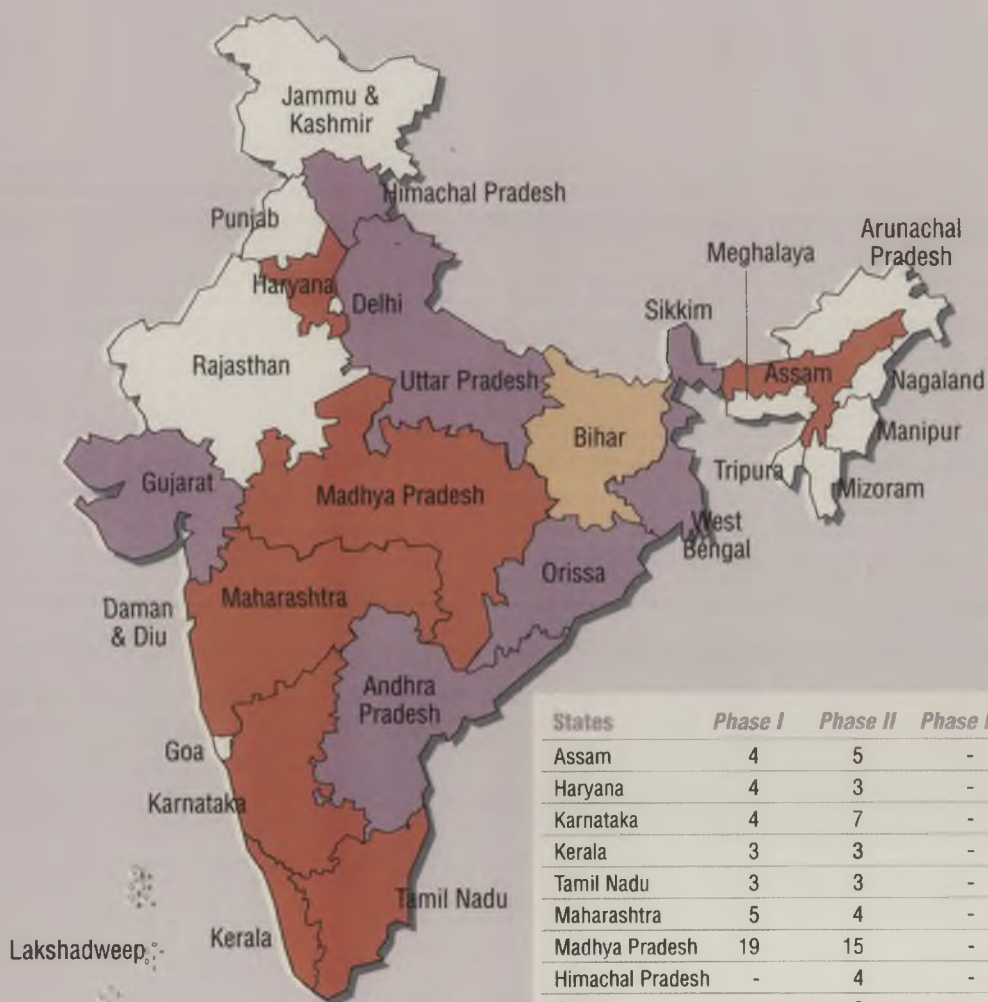 Jammu &
Kashmir
Himachal Pradesh
Punjab
Arunachal
Pradesh
Meghalaya
Haryana
Delhi
Sikkim
Rajasthan
Uttar Pradesh
Assam
Nagaland
Bihar
Manipur
Gujarat
Madhya Pradesh
Tripura
Mizoram
West
Bengal
Orissa
Maharashtra
Daman
& Diu
Andhra
Pradesh
Goa
Karnataka
Tamil Nadu
Kerala
Lakshadweep
States Phase I Phase II Phase
Assam 4 5 -
Haryana 4 3 -
Karnataka 4 7 -
Kerala 3 3 -
Tamil Nadu 3 3 -
Maharashtra 5 4 -
Madhya Pradesh 19 15 -
Himachal Pradesh - 4 -